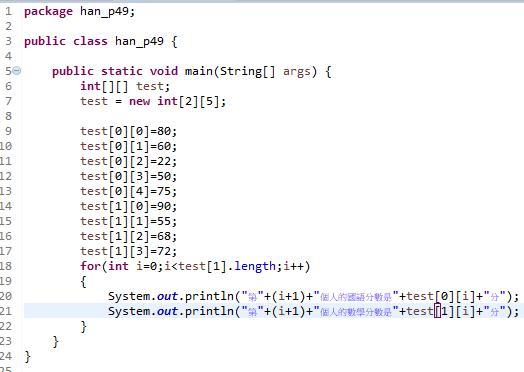 1 package han_p49;
2
3 public class han_p49 {
4
5 public static void main(String[] args) {
6 int[][] test;
7 test = new int[2][5];
8
9 test[0][0]=80;
10 test[0][1]=60;
11 test[0][2]=22;
12 test[0][3]=50;
13 test[0][4]=75;
14 test[1][0]=90;
15 test[1][1]=55;
16 test[1][2]=68;
17 test[1][3]=72;
18 for(int i=0;i<test[1].length;i++)
19 {
20 System.out.println("第"+(i+1)+"個人的國語分數是"+test[0][i]+"分");
21 System.out.println("第"+(i+1)+"個人的數學分數是"+test[1][i]+"分");
22 }
23 }
24 }
25